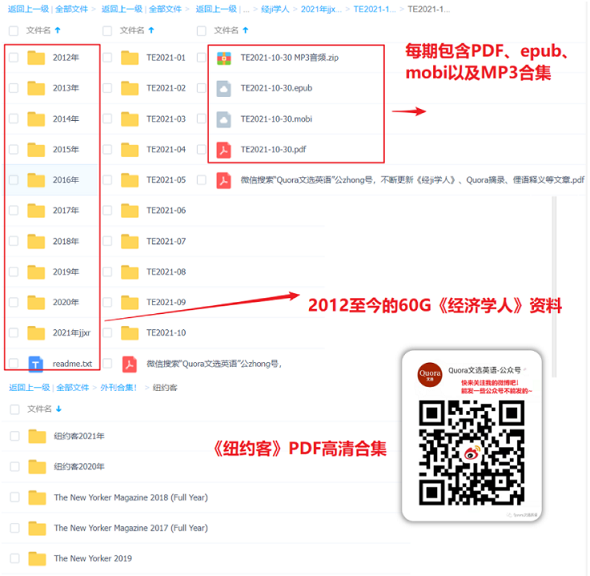 返回上一级 | 全部文件 >
返回上一级 | 全部文件 >
返回上一级 | ... > 经ji学人 > 2021年jjx... > TE2021-1... > TE2021-1...
文件名 ↑
文件名 ↑
文件名 ↑
2012年
2013年
2014年
2015年
2016年
2017年
2018年
2019年
2020年
2021年jjxr
readme.txt
TE2021-01
TE2021-02
TE2021-03
TE2021-04
TE2021-05
TE2021-06
TE2021-07
TE2021-08
TE2021-09
TE2021-10
微信搜索"Quora文选英语"公zhong号,
TE2021-10-30 MP3音频.zip
TE2021-10-30.epub
TE2021-10-30.mobi
TE2021-10-30.pdf
微信搜索"Quora文选英语"公zhong号，不断更新《经ji学人》、Quora摘录、俚语释义等文章.pdf
每期包含PDF、epub、
mobi以及MP3合集
2012至今的60G《经济学人》资料
返回上一级 | 全部文件 > 外刊合集！ > 纽约客
文件名 ↓
纽约客2021年
纽约客2020年
The New Yorker Magazine 2018 (Full Year)
The New Yorker Magazine 2017 (Full Year)
The New Yorker 2019
《纽约客》PDF高清合集
Quora
Quora文选英语-公众号
快来关注我的微博吧！
能发一些公众号不能发的~